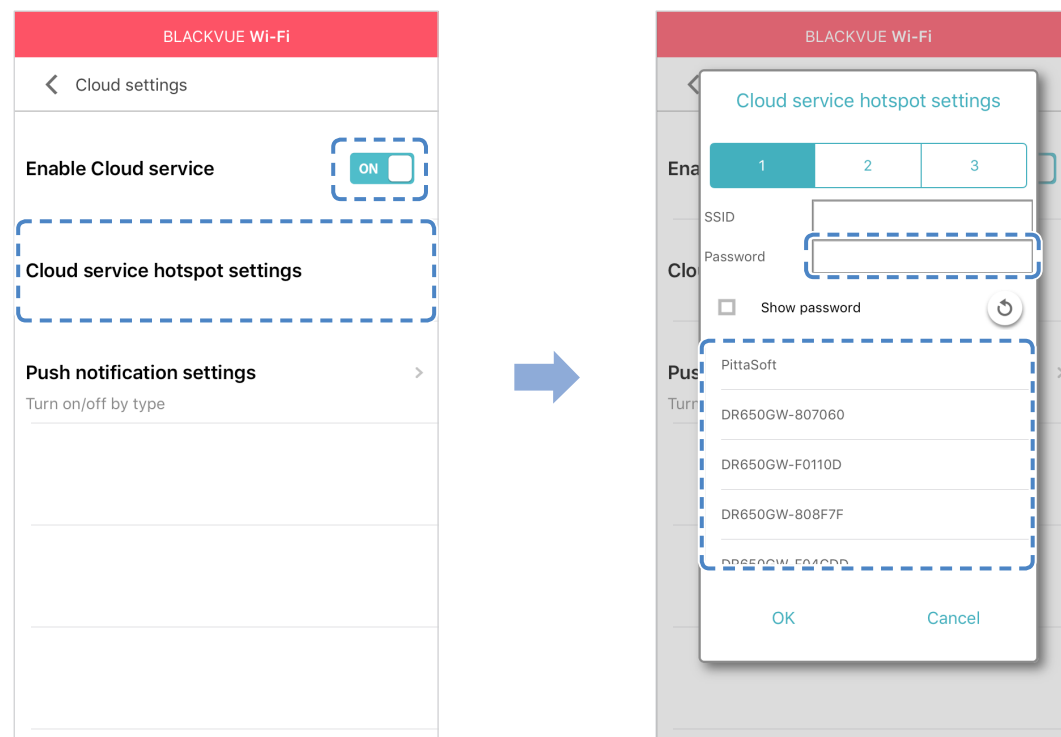 BLACKVUE Wi-Fi
Cloud settings
Enable Cloud service
ON
Cloud service hotspot settings
Push notification settings
Turn on/off by type
BLACKVUE Wi-Fi
Cloud service hotspot settings
1 2 3
SSID
Password
Show password
PittaSoft
DR650GW-807060
DR650GW-F0110D
DR650GW-808F7F
OK Cancel